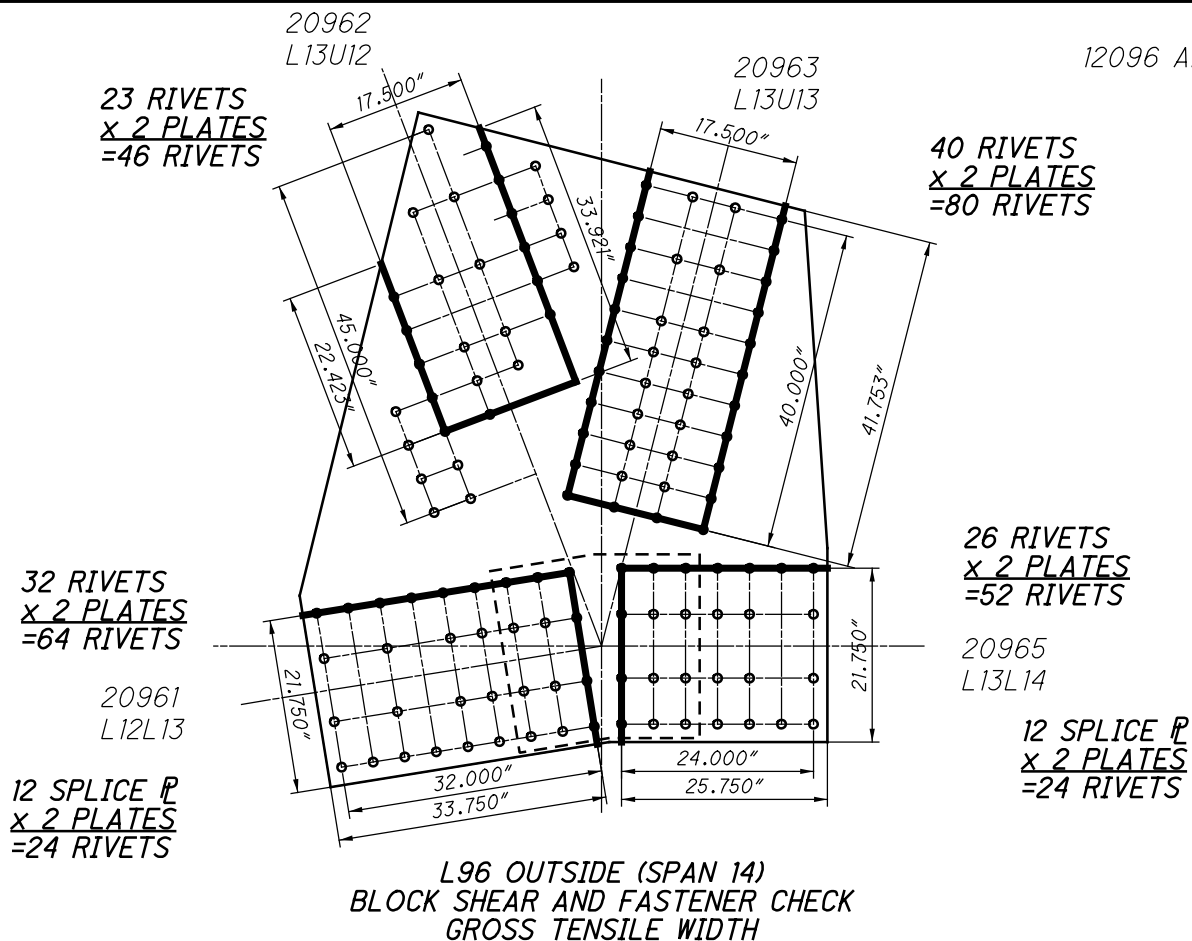 20962
L13U12
20963
L13U13
12096 A
23 RIVETS
x 2 PLATES
=46 RIVETS
17.500"
17.500"
40 RIVETS
x 2 PLATES
=80 RIVETS
33.921"
45.000"
22.423"
40.000"
41.753"
32 RIVETS
x 2 PLATES
=64 RIVETS
26 RIVETS
x 2 PLATES
=52 RIVETS
20961
L12L13
21.750"
21.750"
20965
L13L14
12 SPLICE PL
x 2 PLATES
=24 RIVETS
12 SPLICE PL
x 2 PLATES
=24 RIVETS
32.000"
33.750"
24.000"
25.750"
L96 OUTSIDE (SPAN 14)
BLOCK SHEAR AND FASTENER CHECK
GROSS TENSILE WIDTH